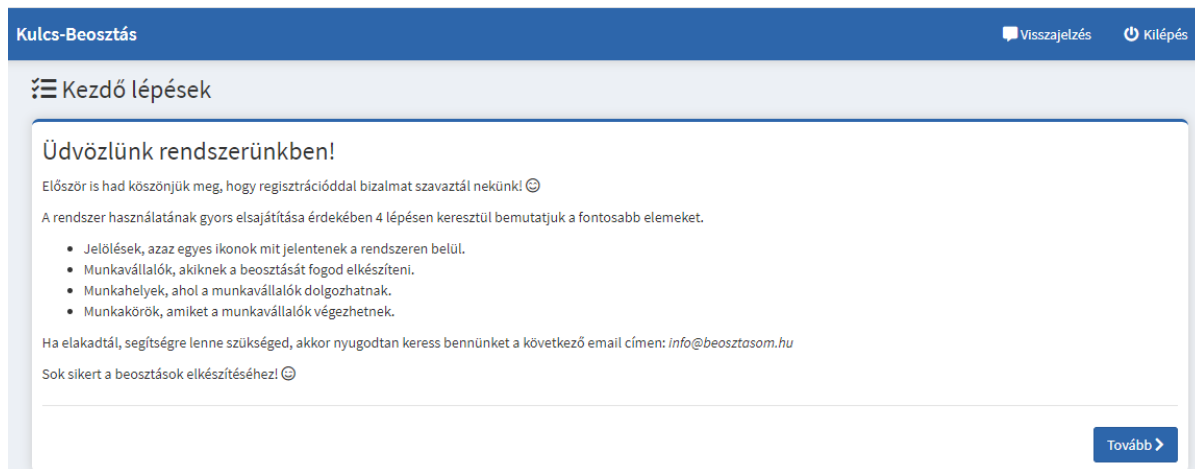 Kulcs-Beosztás
Visszajelzés
Kilépés
Kezdő lépések
Üdvözlünk rendszerünkben!
Először is had köszönjük meg, hogy regisztrációddal bizalmat szavaztál nekünk!
A rendszer használatának gyors elsajátítása érdekében 4 lépésen keresztül bemutatjuk a fontosabb elemeket.
• Jelölések, azaz egyes ikonok mit jelentenek a rendszeren belül.
• Munkavállalók, akiknek a beosztását fogod elkészíteni.
• Munkahelyek, ahol a munkavállalók dolgozhatnak.
• Munkakörök, amiket a munkavállalók végezhetnek.
Ha elakadtál, segítségre lenne szükséged, akkor nyugodtan keress bennünket a következő email címen: info@beosztasom.hu
Sok sikert a beosztások elkészítéséhez!
Tovább